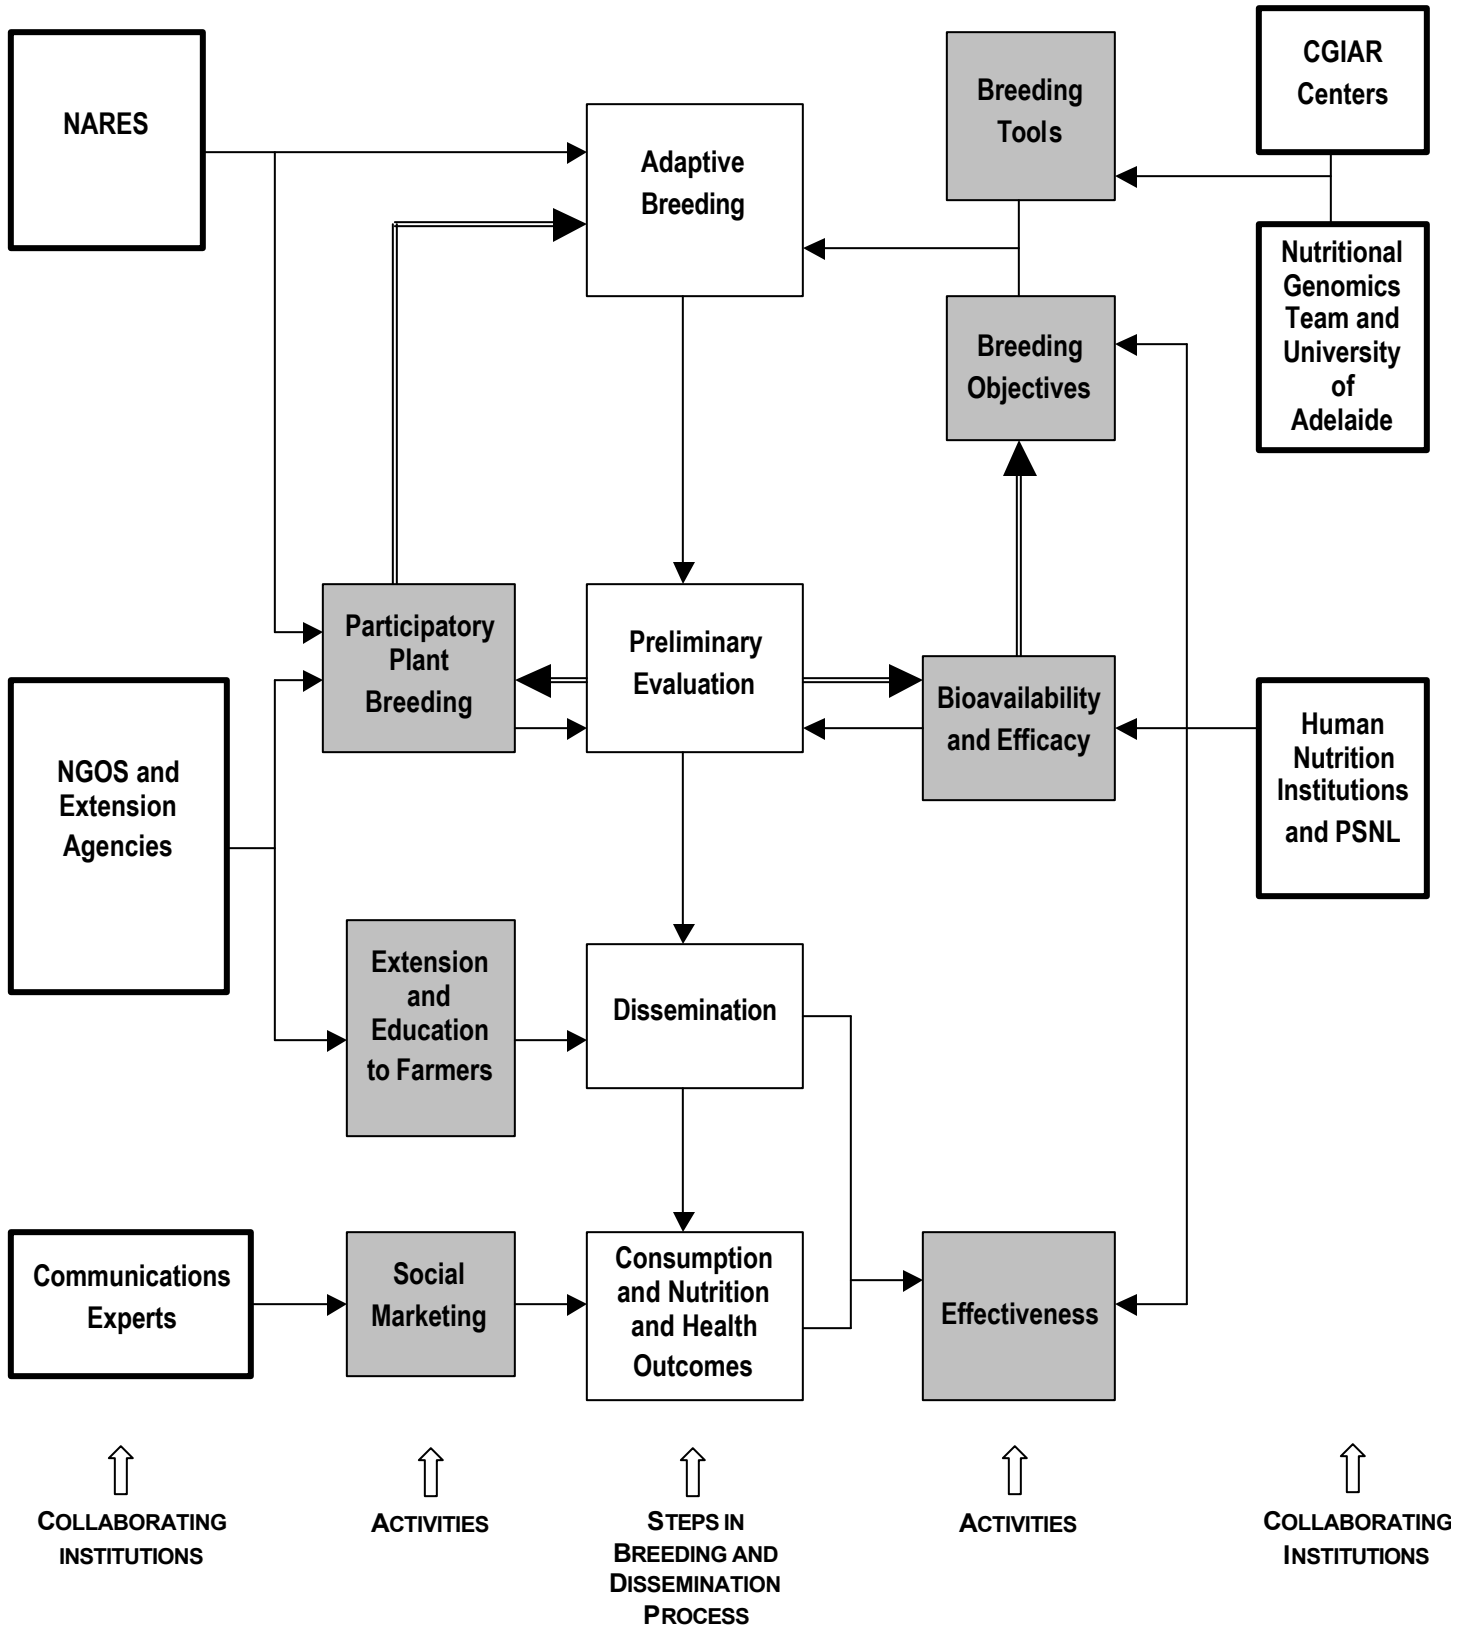 NARES
Adaptive
Breeding
Breeding
Tools
CGIAR
Centers
Nutritional
Genomics
Team and
University
of
Adelaide
Breeding
Objectives
Participatory
Plant
Breeding
Preliminary
Evaluation
Bioavailability
and Efficacy
Human
Nutrition
Institutions
and PSNL
NGOS and
Extension
Agencies
Extension
and
Education
to Farmers
Dissemination
Communications
Experts
Social
Marketing
Consumption
and Nutrition
and Health
Outcomes
Effectiveness
COLLABORATING
INSTITUTIONS
ACTIVITIES
STEPS IN
BREEDING AND
DISSEMINATION
PROCESS
ACTIVITIES
COLLABORATING
INSTITUTIONS